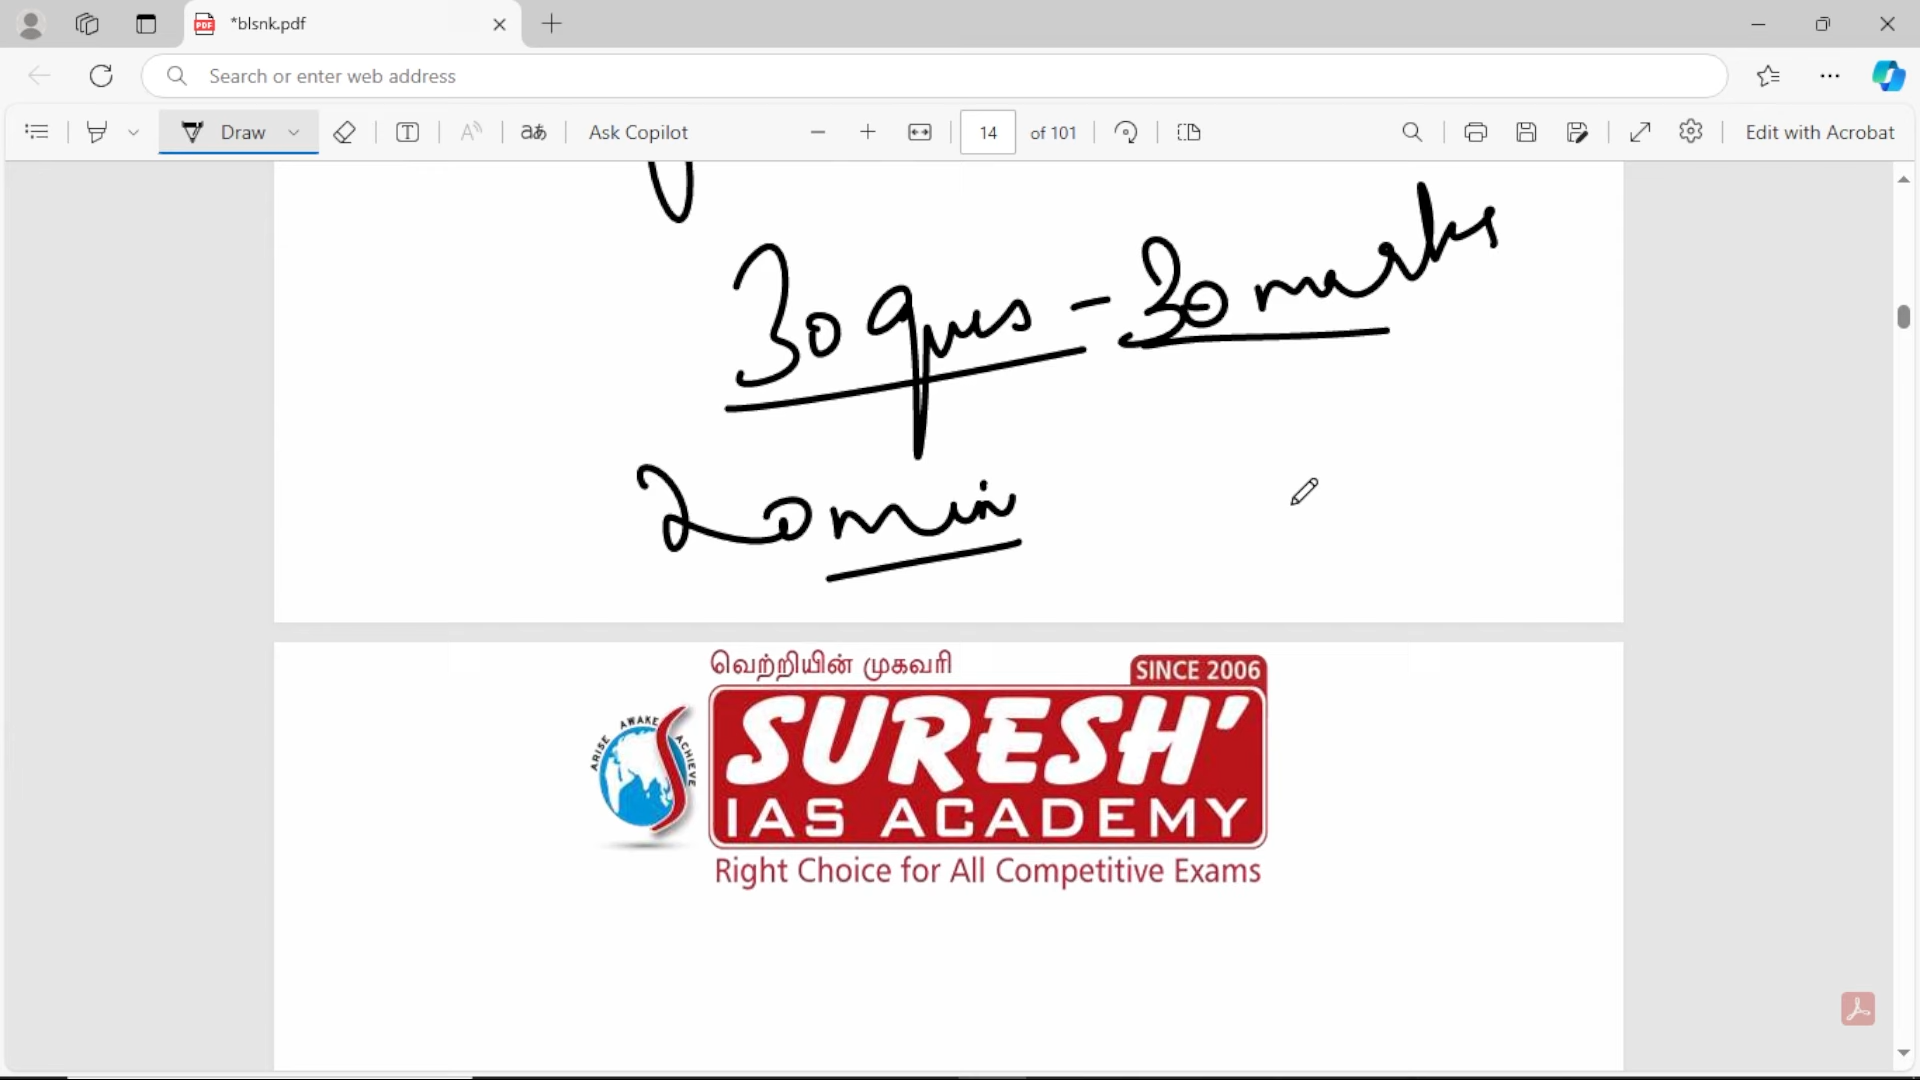 *blsnk.pdf
Search or enter web address
Draw
Ask Copilot
14 of 101
Edit with Acrobat
30 ques - 30 marks
20 min
வெற்றியின் முகவரி
SINCE 2006
ARISE AWAKE ACHIEVE
SURESH'
IAS ACADEMY
Right Choice for All Competitive Exams